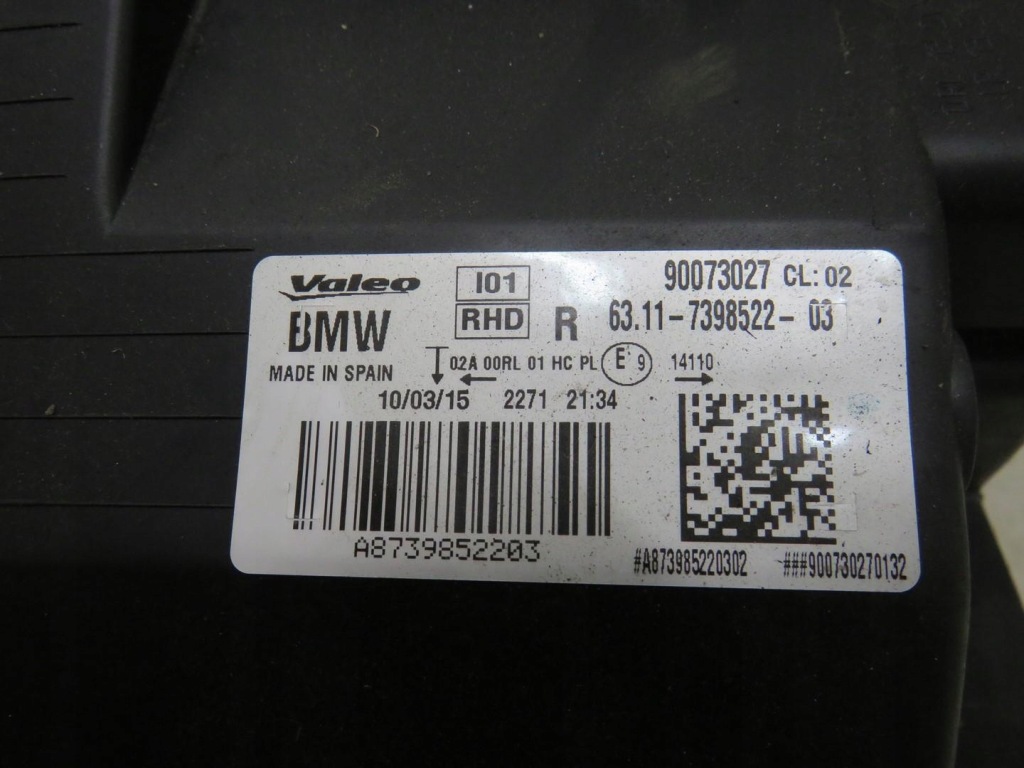 Valeo I01 90073027 CL: 02
BMW RHD R 63.11-7398522-03
MADE IN SPAIN 02A 00RL 01 HC PL E 9 14110
10/03/15 2271 21:34
A8739852203
#A873985220302 ###900730270132